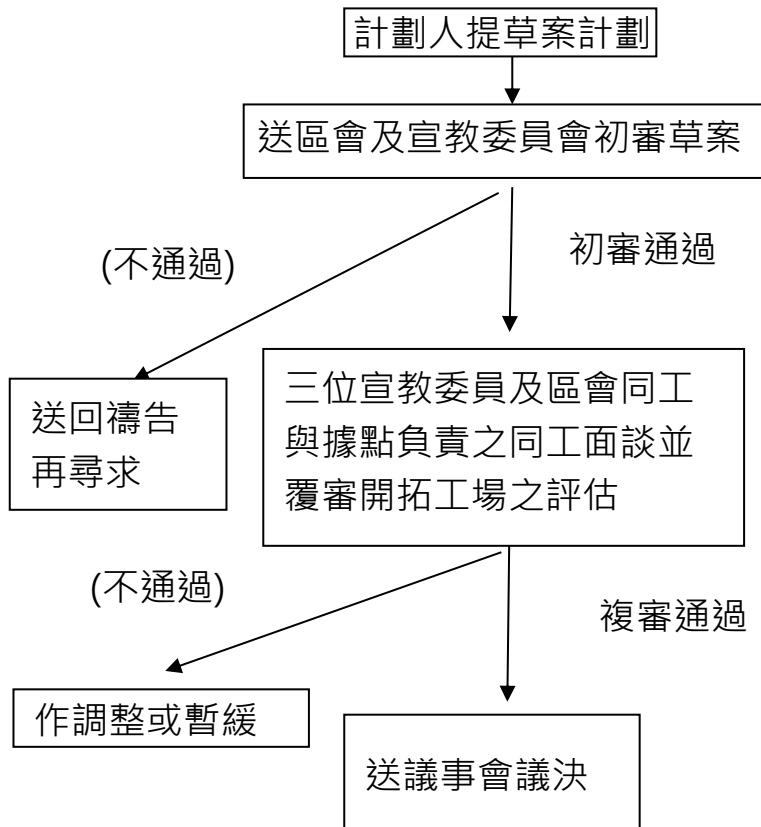 計劃人提草案計劃
送區會及宣教委員會初審草案
(不通過)
初審通過
送回禱告
再尋求
三位宣教委員及區會同工
與據點負責之同工面談並
覆審開拓工場之評估
(不通過)
複審通過
作調整或暫緩
送議事會議決